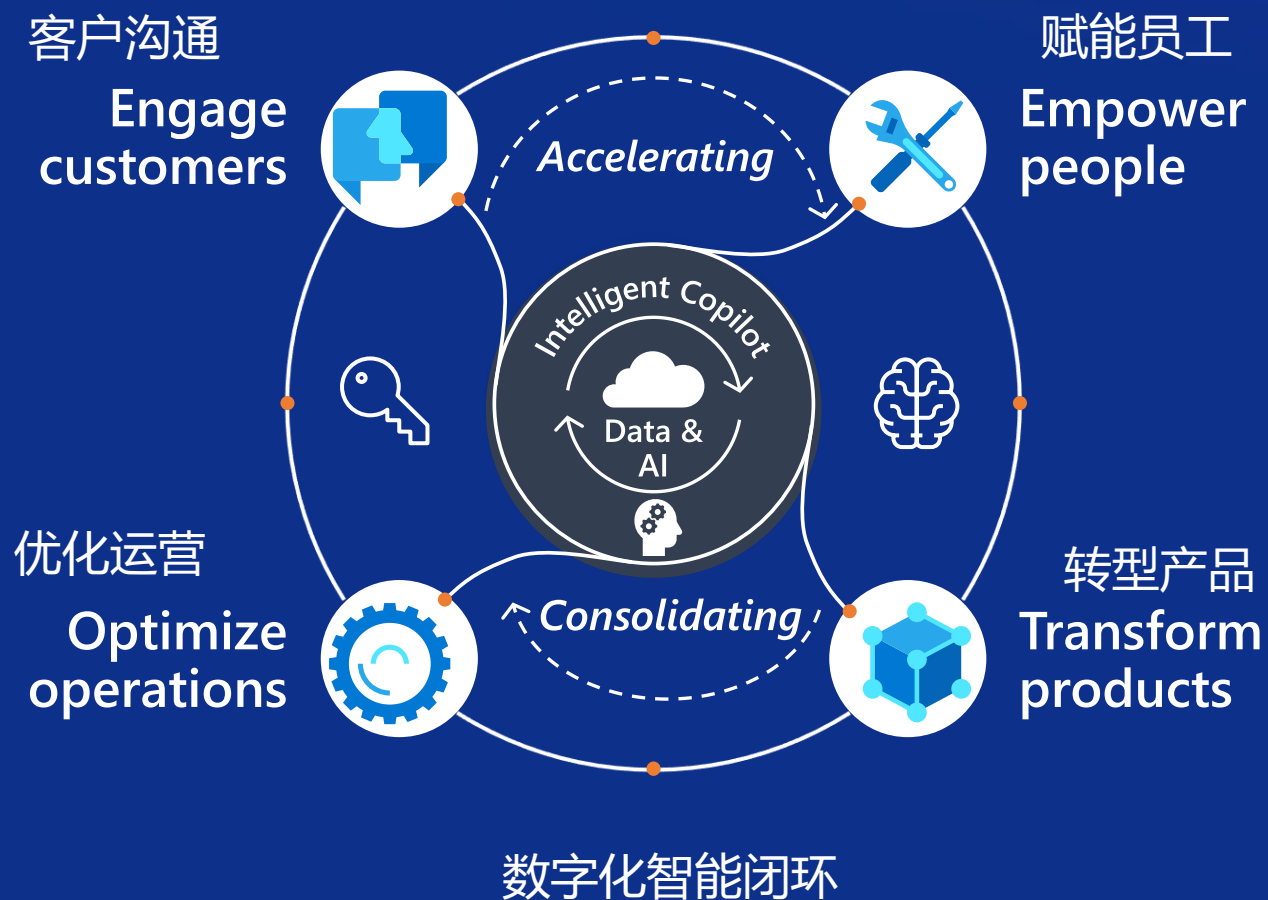 客户沟通
Engage
customers
赋能员工
Empower
people
Accelerating
Intelligent Copilot
Data &
AI
优化运营
Optimize
operations
Consolidating
转型产品
Transform
products
数字化智能闭环